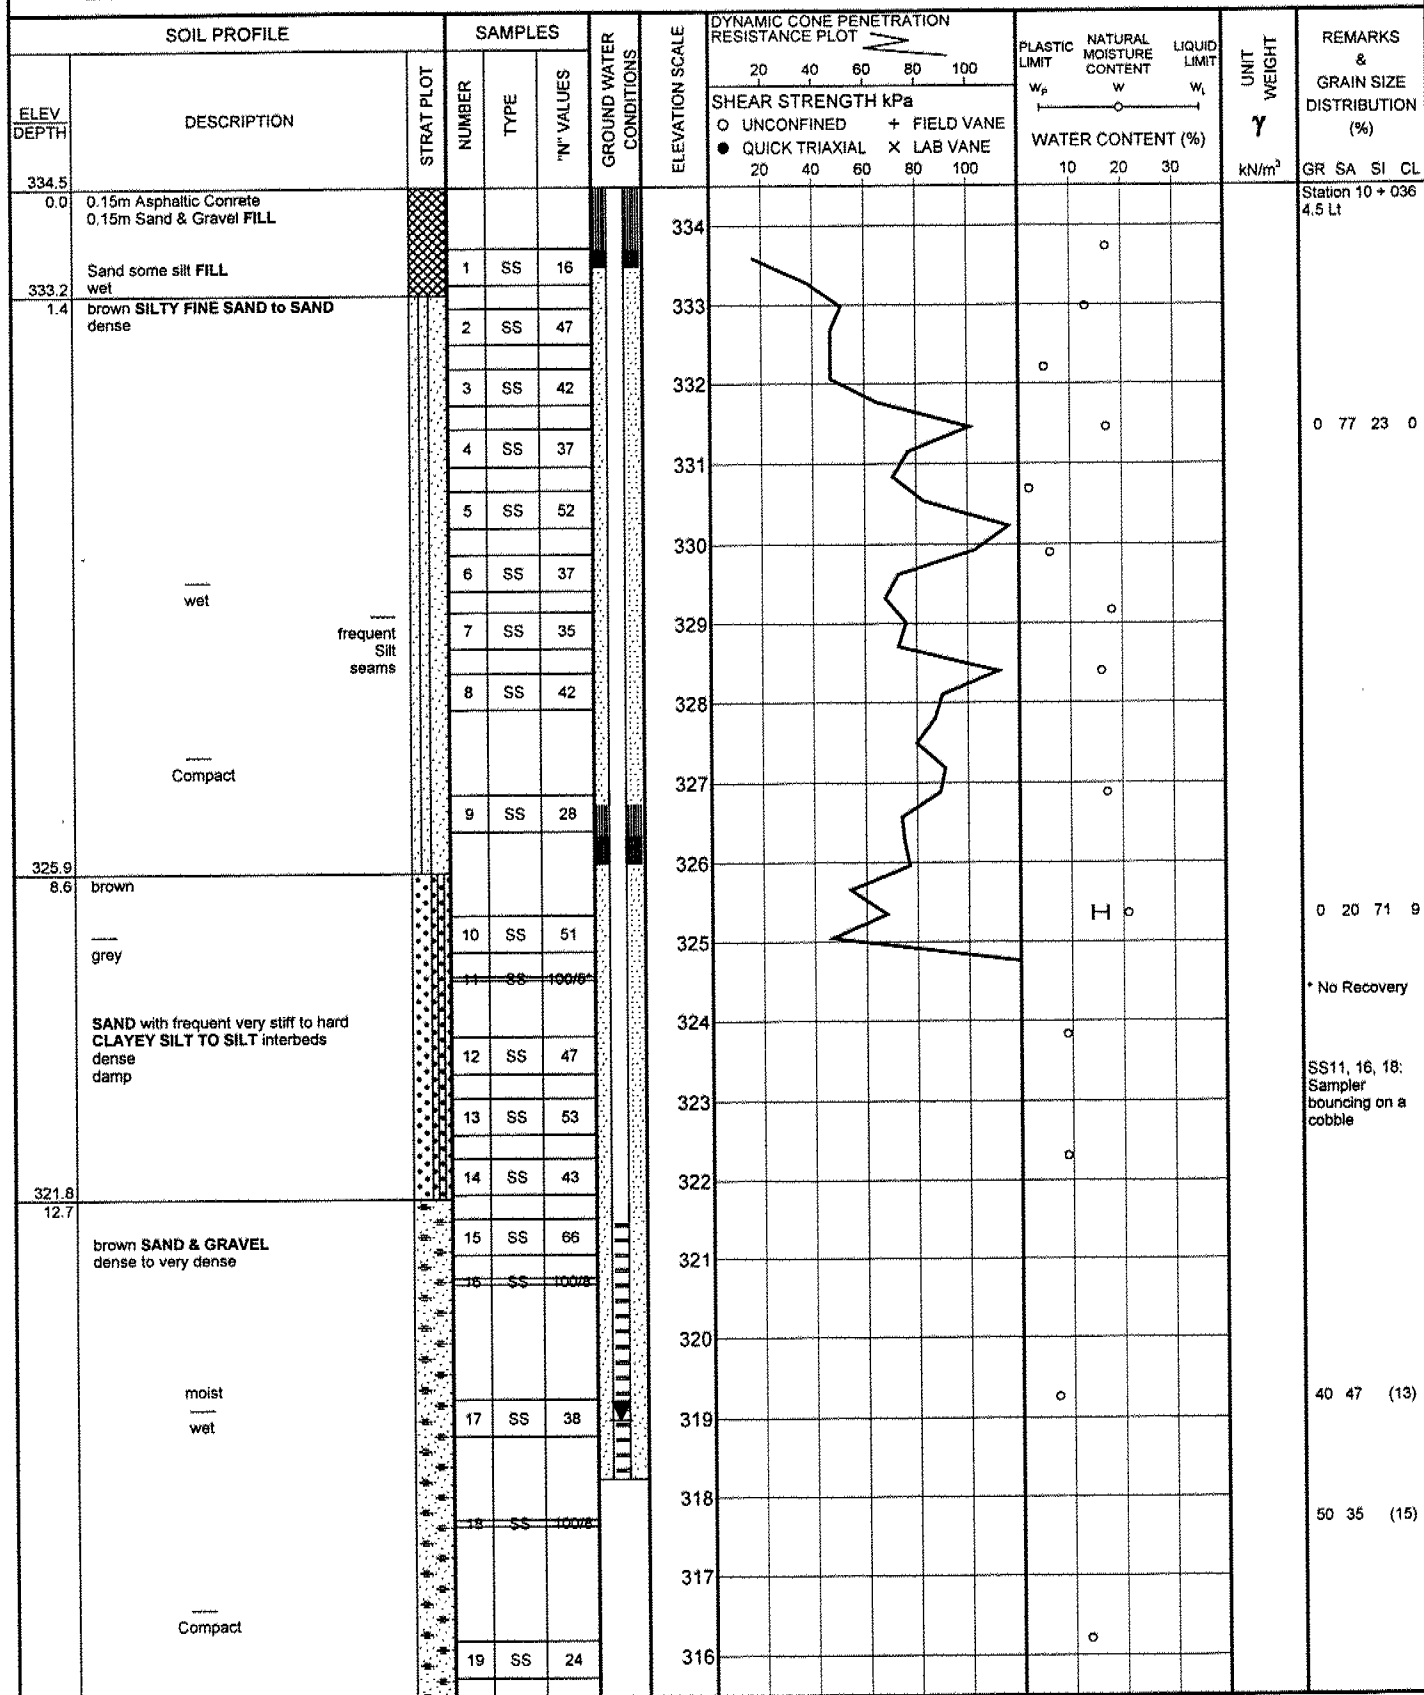 SOIL PROFILE
SAMPLES
GROUND WATER
CONDITIONS
ELEVATION SCALE
DYNAMIC CONE PENETRATION
RESISTANCE PLOT
20 40 60 80 100
SHEAR STRENGTH kPa
O UNCONFINED + FIELD VANE
● QUICK TRIAXIAL × LAB VANE
20 40 60 80 100
PLASTIC LIMIT
NATURAL MOISTURE CONTENT
LIQUID LIMIT
Wp W WL
WATER CONTENT (%)
10 20 30
UNIT WEIGHT
γ
kN/m³
REMARKS
&
GRAIN SIZE
DISTRIBUTION
(%)
GR SA SI CL
ELEV
DEPTH
DESCRIPTION
STRAT PLOT
NUMBER
TYPE
"N" VALUES
334.5
0.0
0.15m Asphaltic Conrete
0.15m Sand & Gravel FILL
Sand some silt FILL
wet
333.2
1.4
brown SILTY FINE SAND to SAND
dense
wet
frequent
Silt
seams
Compact
325.9
8.6
brown
grey
SAND with frequent very stiff to hard
CLAYEY SILT TO SILT interbeds
dense
damp
321.8
12.7
brown SAND & GRAVEL
dense to very dense
moist
wet
Compact
1 SS 16
2 SS 47
3 SS 42
4 SS 37
5 SS 52
6 SS 37
7 SS 35
8 SS 42
9 SS 28
10 SS 51
11 SS
12 SS 47
13 SS 53
14 SS 43
15 SS 66
16 SS
17 SS 38
18 SS
19 SS 24
334
333
332
331
330
329
328
327
326
325
324
323
322
321
320
319
318
317
316
Station 10 + 036
4.5 Lt
0 77 23 0
0 20 71 9
* No Recovery
SS11, 16, 18:
Sampler
bouncing on a
cobble
40 47 (13)
50 35 (15)